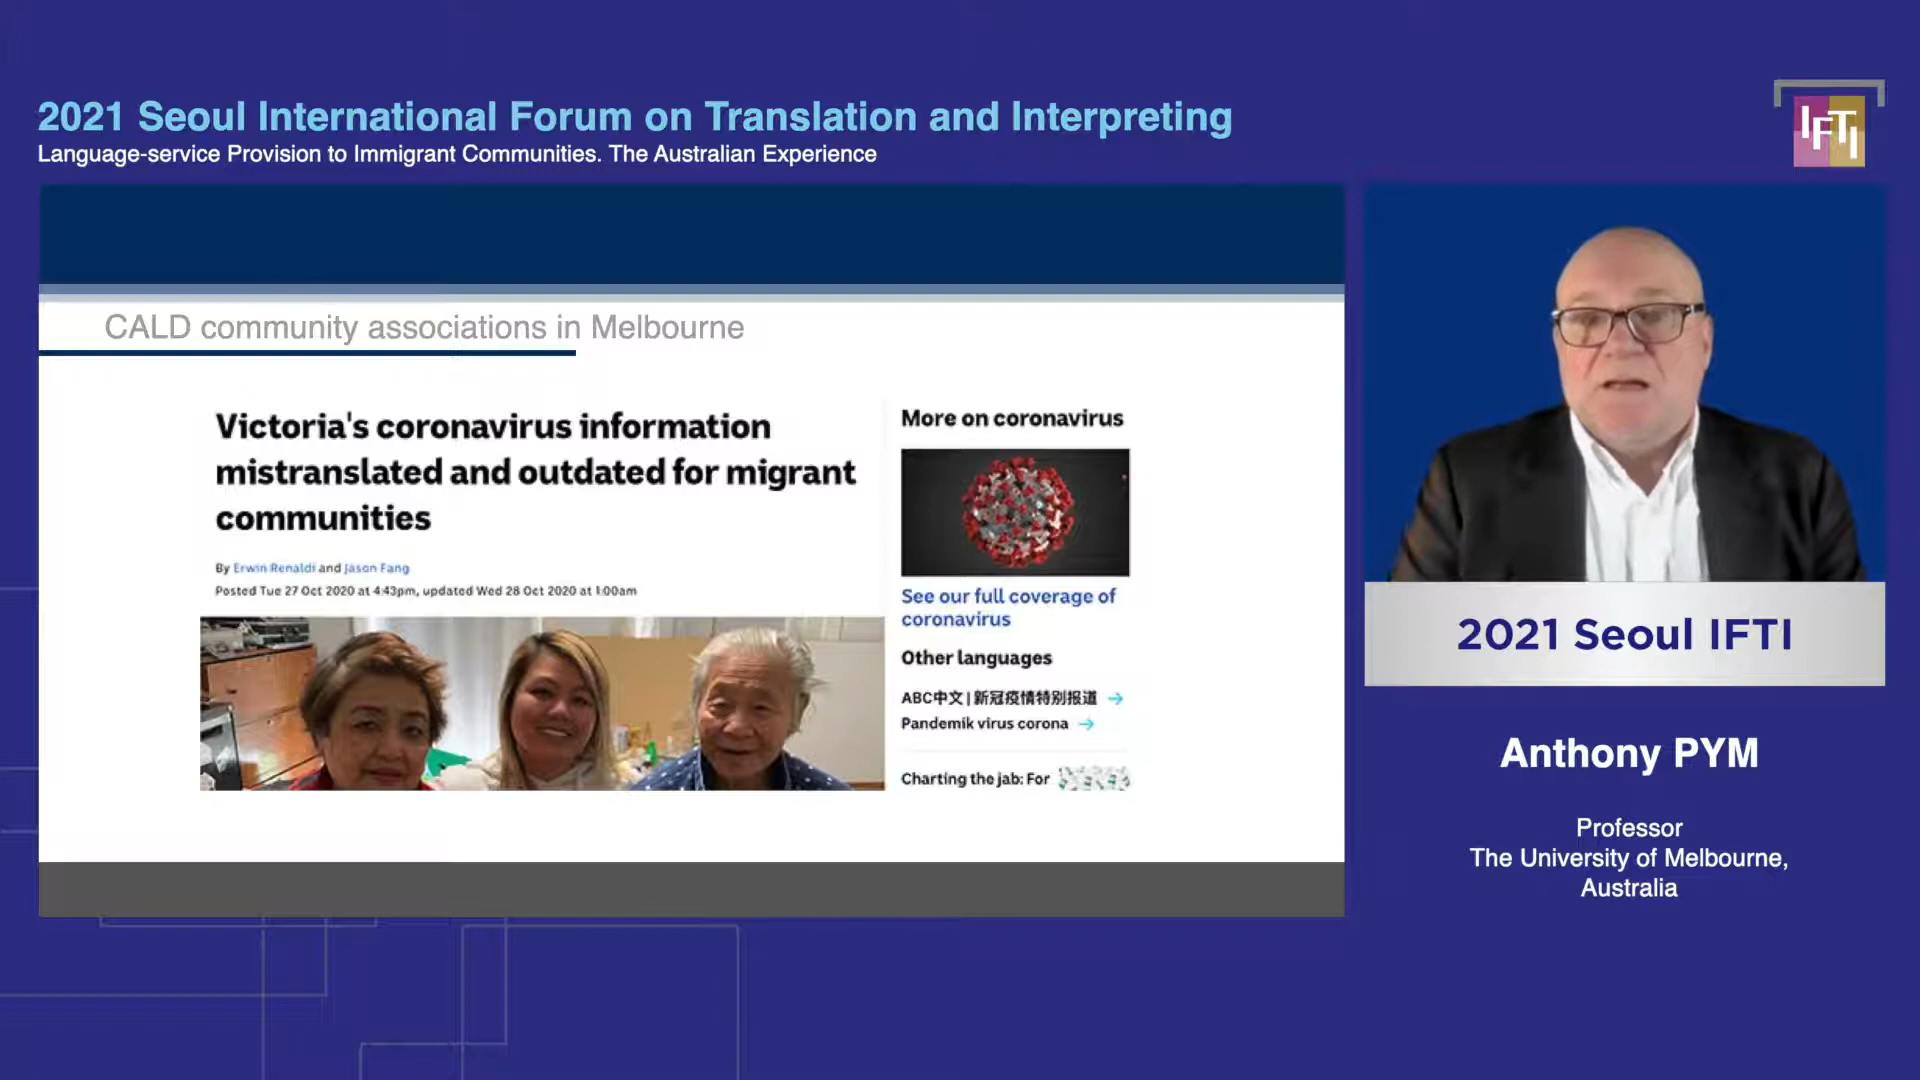 2021 Seoul International Forum on Translation and Interpreting
Language-service Provision to Immigrant Communities. The Australian Experience
IFTI
CALD community associations in Melbourne
Victoria's coronavirus information
mistranslated and outdated for migrant
communities
By Erwin Renaldi and Jason Fang
Posted Tue 27 Oct 2020 at 4:43pm, updated Wed 28 Oct 2020 at 1:00am
More on coronavirus
See our full coverage of
coronavirus
Other languages
ABC中文 | 新冠疫情特别报道 →
Pandemik virus corona →
Charting the jab: For
2021 Seoul IFTI
Anthony PYM
Professor
The University of Melbourne,
Australia